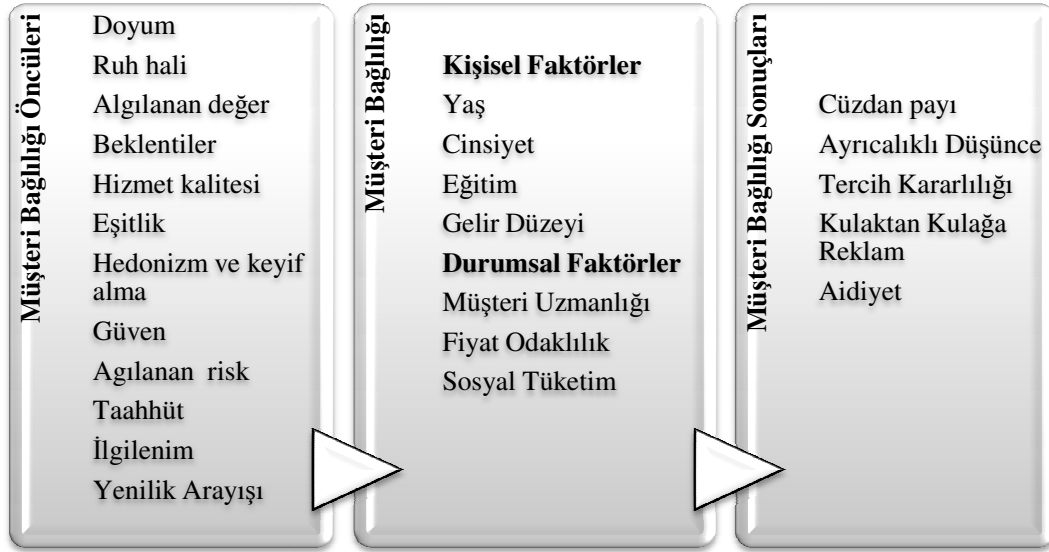 Müşteri Bağlılığı Öncüleri
Doyum
Ruh hali
Algılanan değer
Beklentiler
Hizmet kalitesi
Eşitlik
Hedonizm ve keyif
alma
Güven
Agılanan risk
Taahhüt
İlgilenim
Yenilik Arayışı
Müşteri Bağlılığı
Kişisel Faktörler
Yaş
Cinsiyet
Eğitim
Gelir Düzeyi
Durumsal Faktörler
Müşteri Uzmanlığı
Fiyat Odaklılık
Sosyal Tüketim
Müşteri Bağlılığı Sonuçları
Cüzdan payı
Ayrıcalıklı Düşünce
Tercih Kararlılığı
Kulaktan Kulağa
Reklam
Aidiyet